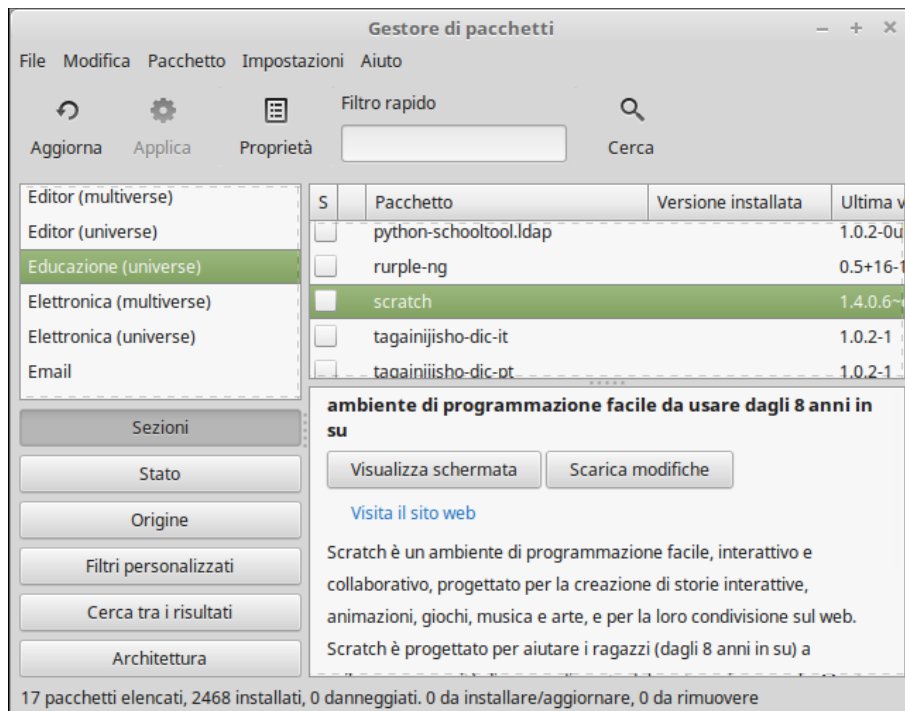 Gestore di pacchetti
File Modifica Pacchetto Impostazioni Aiuto
Aggiorna Applica Proprietà Filtro rapido Cerca
Editor (multiverse)
Editor (universe)
Educazione (universe)
Elettronica (multiverse)
Elettronica (universe)
Email
Sezioni
Stato
Origine
Filtri personalizzati
Cerca tra i risultati
Architettura
S Pacchetto Versione installata Ultima v
python-schooltool.ldap 1.0.2-0u
rurple-ng 0.5+16-1
scratch 1.4.0.6~
tagainijisho-dic-it 1.0.2-1
tagainijisho-dic-pt 1.0.2-1
ambiente di programmazione facile da usare dagli 8 anni in
su
Visualizza schermata Scarica modifiche
Visita il sito web
Scratch è un ambiente di programmazione facile, interattivo e
collaborativo, progettato per la creazione di storie interattive,
animazioni, giochi, musica e arte, e per la loro condivisione sul web.
Scratch è progettato per aiutare i ragazzi (dagli 8 anni in su) a
17 pacchetti elencati, 2468 installati, 0 danneggiati. 0 da installare/aggiornare, 0 da rimuovere